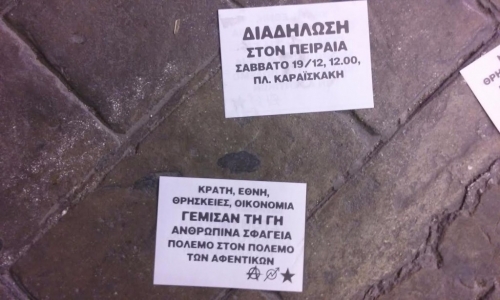 ΔΙΑΔΗΛΩΣΗ
ΣΤΟΝ ΠΕΙΡΑΙΑ
ΣΑΒΒΑΤΟ 19/12, 12.00,
ΠΛ. ΚΑΡΑΪΣΚΑΚΗ
ΚΡΑΤΗ, ΕΘΝΗ,
ΘΡΗΣΚΕΙΕΣ, ΟΙΚΟΝΟΜΙΑ
ΓΕΜΙΣΑΝ ΤΗ ΓΗ
ΑΝΘΡΩΠΙΝΑ ΣΦΑΓΕΙΑ
ΠΟΛΕΜΟ ΣΤΟΝ ΠΟΛΕΜΟ
ΤΩΝ ΑΦΕΝΤΙΚΩΝ